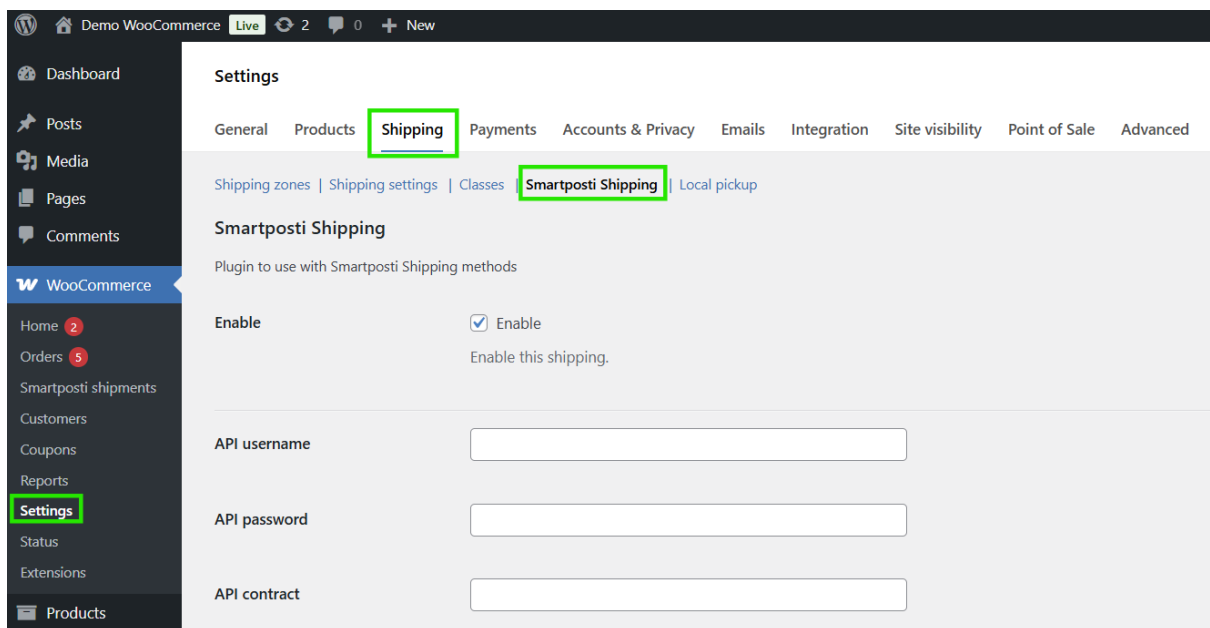 Demo WooCommerce Live 2 0 + New
Dashboard
Posts
Media
Pages
Comments
WooCommerce
Home 2
Orders 5
Smartposti shipments
Customers
Coupons
Reports
Settings
Status
Extensions
Products
Settings
General Products Shipping Payments Accounts & Privacy Emails Integration Site visibility Point of Sale Advanced
Shipping zones | Shipping settings | Classes | Smartposti Shipping | Local pickup
Smartposti Shipping
Plugin to use with Smartposti Shipping methods
Enable Enable
Enable this shipping.
API username
API password
API contract